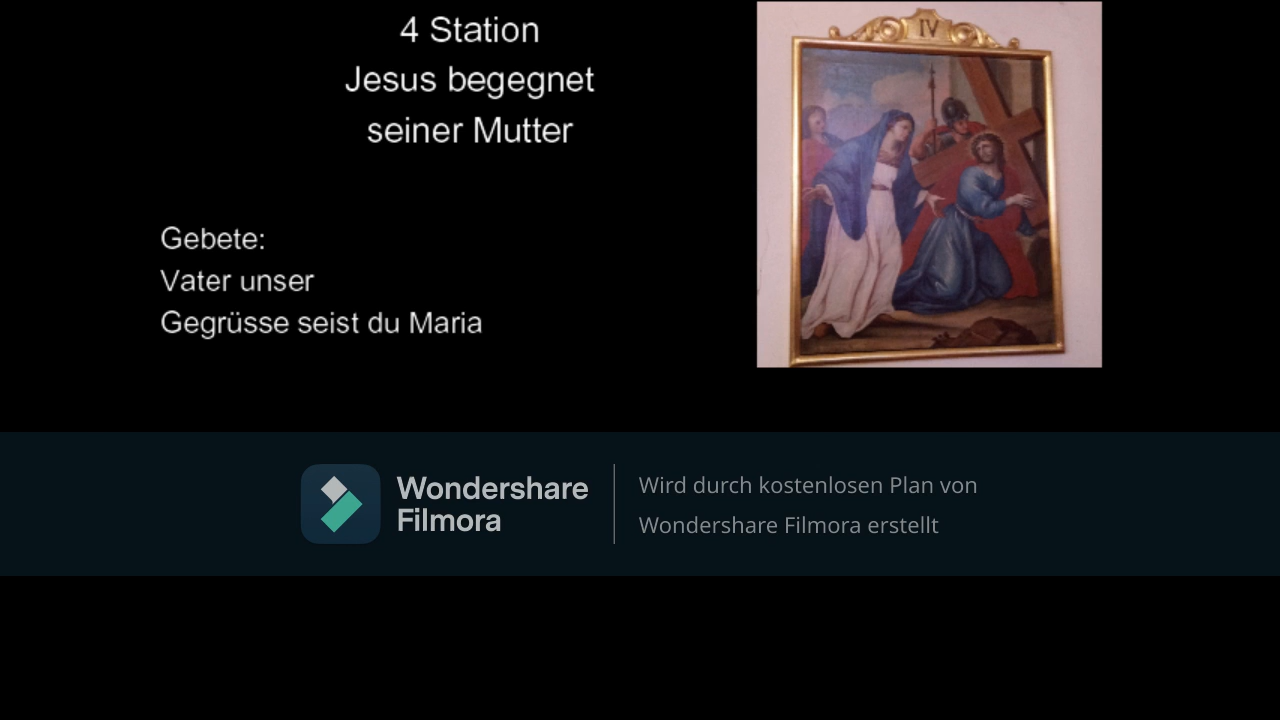 4 Station
Jesus begegnet
seiner Mutter
IV
Gebete:
Vater unser
Gegrüsse seist du Maria
Wondershare
Filmora
Wird durch kostenlosen Plan von
Wondershare Filmora erstellt